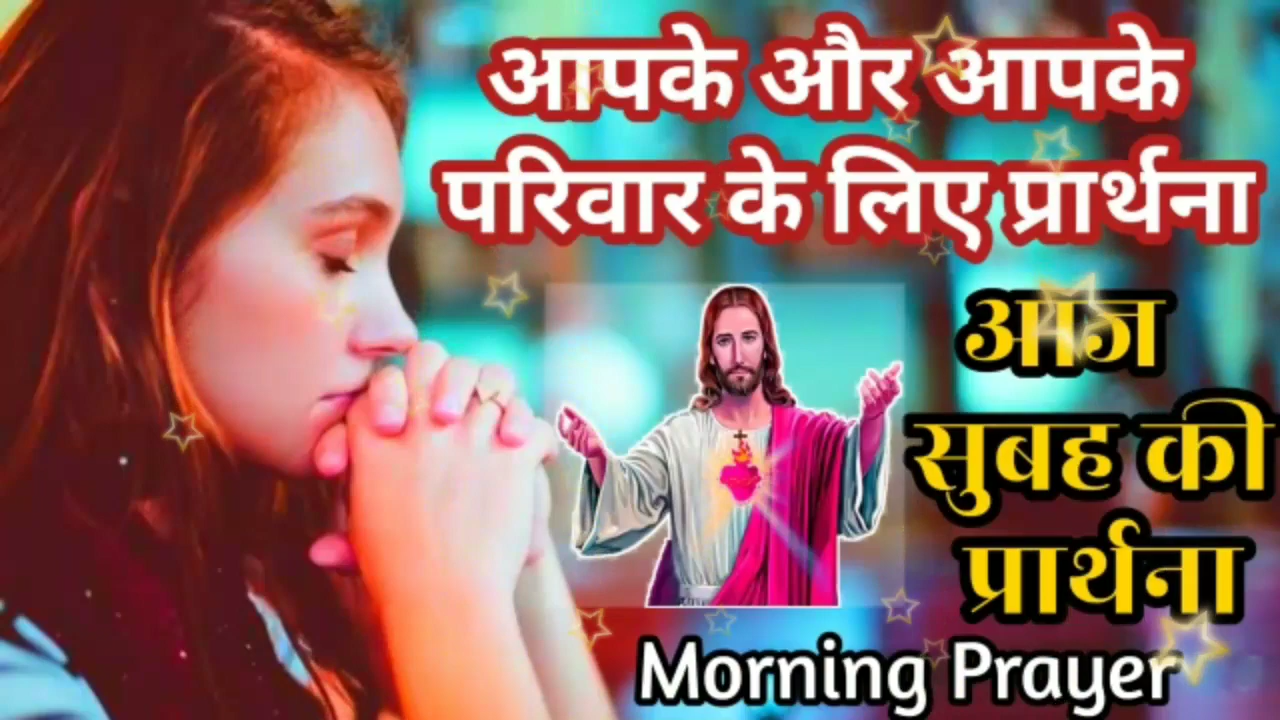 आपके और आपके
परिवार के लिए प्रार्थना
आज
सुबह की
प्रार्थना
Morning Prayer